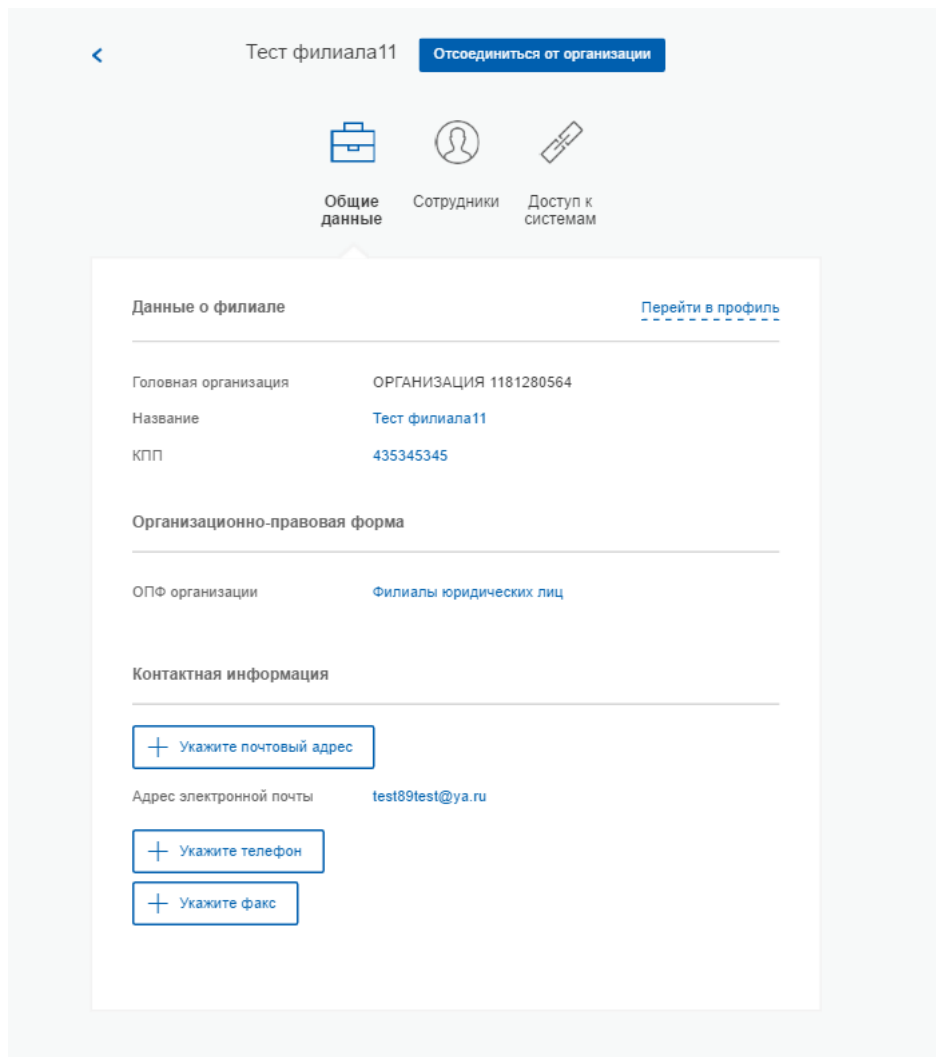 Тест филиала11 Отсоединиться от организации
Общие данные
Сотрудники
Доступ к системам
Данные о филиале Перейти в профиль
Головная организация ОРГАНИЗАЦИЯ 1181280564
Название Тест филиала11
КПП 435345345
Организационно-правовая форма
ОПФ организации Филиалы юридических лиц
Контактная информация
Укажите почтовый адрес
Адрес электронной почты test89test@ya.ru
Укажите телефон
Укажите факс